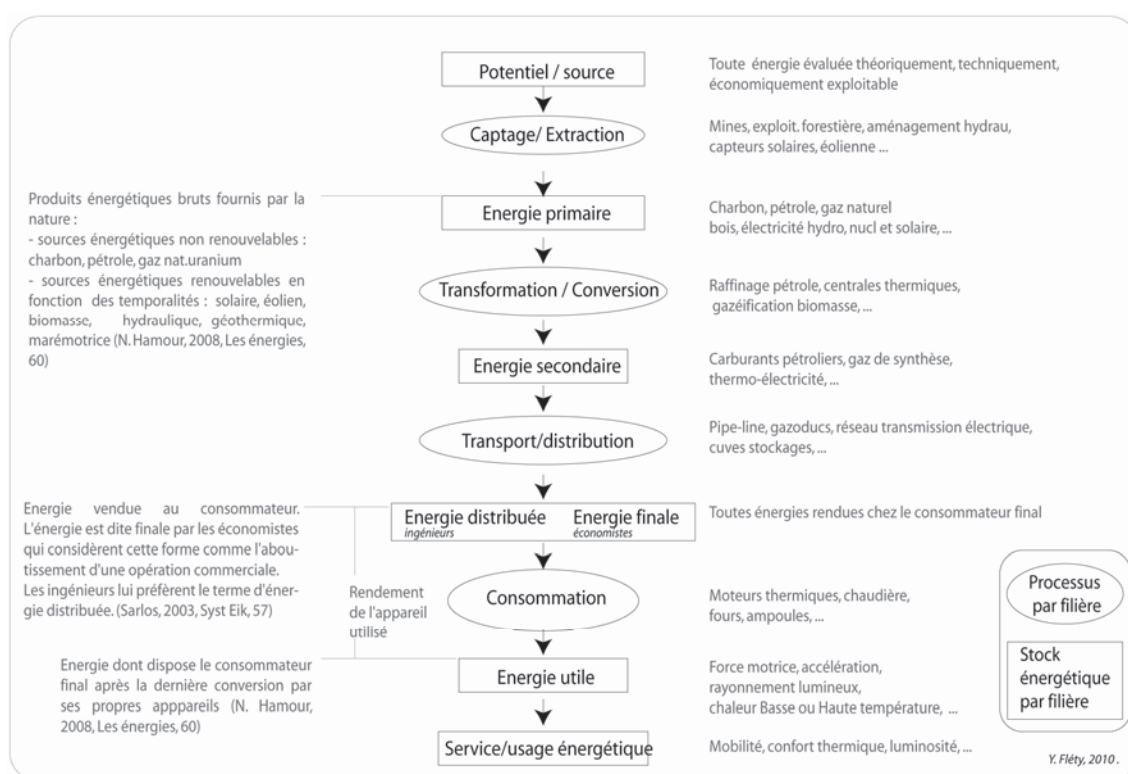 Potentiel / source
Toute énergie évaluée théoriquement, techniquement,
économiquement exploitable
Captage/ Extraction
Mines, exploit. forestière, aménagement hydrau,
capteurs solaires, éolienne ...
Produits énergétiques bruts fournis par la
nature :
- sources énergétiques non renouvelables :
charbon, pétrole, gaz nat.uranium
- sources énergétiques renouvelables en
fonction des temporalités : solaire, éolien,
biomasse, hydraulique, géothermique,
marémotrice (N. Hamour, 2008, Les énergies,
60)
Energie primaire
Charbon, pétrole, gaz naturel
bois, électricité hydro, nucl et solaire, ...
Transformation / Conversion
Raffinage pétrole, centrales thermiques,
gazéification biomasse, ...
Energie secondaire
Carburants pétroliers, gaz de synthèse,
thermo-électricité, ...
Transport/distribution
Pipe-line, gazoducs, réseau transmission électrique,
cuves stockages, ...
Energie vendue au consommateur.
L'énergie est dite finale par les économistes
qui considèrent cette forme comme l'abou-
tissement d'une opération commerciale.
Les ingénieurs lui préfèrent le terme d'éner-
gie distribuée. (Sarlos, 2003, Syst Eik, 57)
Energie distribuée Energie finale
ingénieurs économistes
Toutes énergies rendues chez le consommateur final
Rendement
de l'appareil
utilisé
Consommation
Moteurs thermiques, chaudière,
fours, ampoules, ...
Energie dont dispose le consommateur
final après la dernière conversion par
ses propres apppareils (N. Hamour,
2008, Les énergies, 60)
Energie utile
Force motrice, accélération,
rayonnement lumineux,
chaleur Basse ou Haute température, ...
Service/usage énergétique
Mobilité, confort thermique, luminosité, ...
Processus
par filière
Stock
énergétique
par filière
Y. Fléty, 2010 .